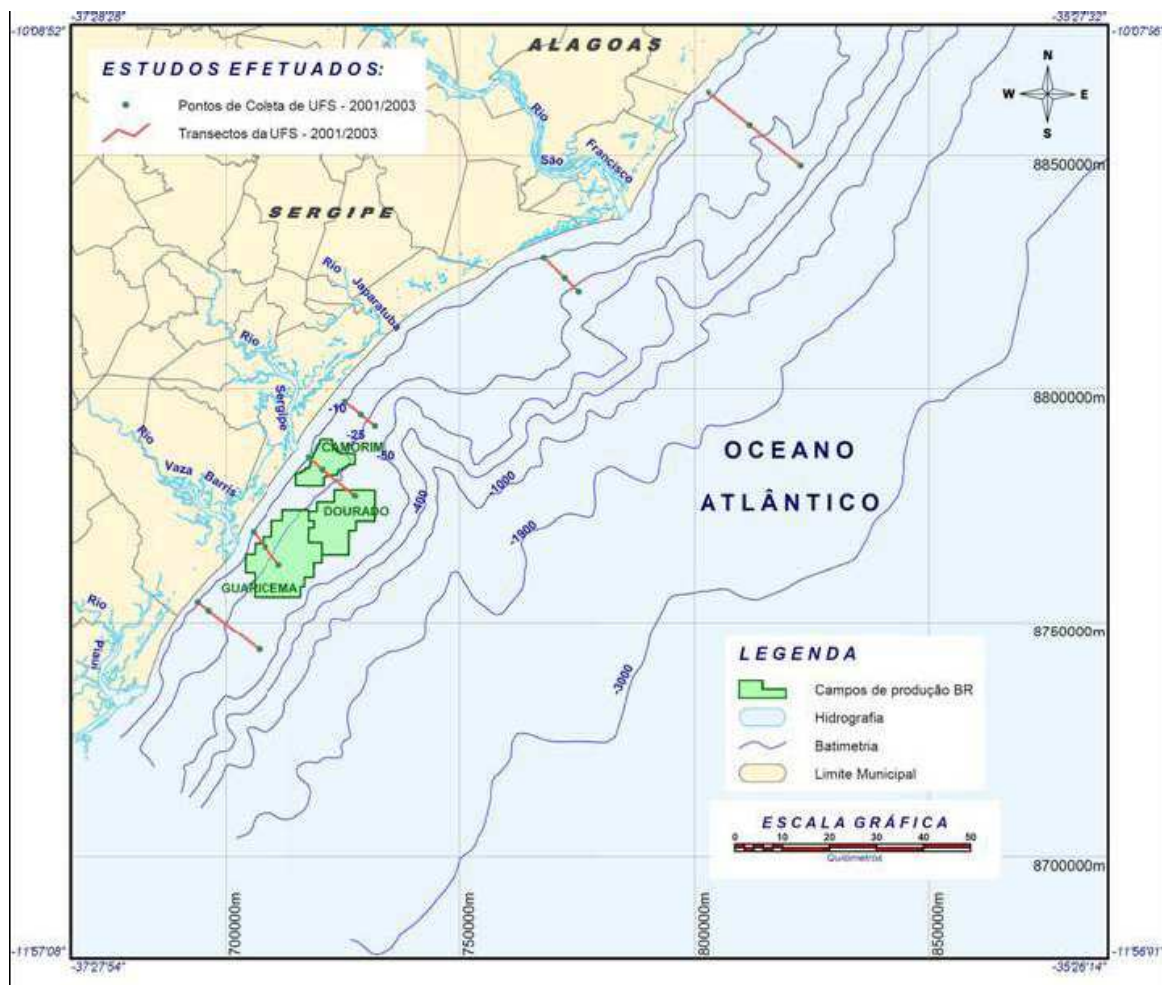 -37°28'28"
-35°27'32"
-10°08'52"
-10°07'56"
ESTUDOS EFETUADOS:
Pontos de Coleta de UFS - 2001/2003
Transectos da UFS - 2001/2003
ALAGOAS
N
W E
S
Rio
São
Francisco
8850000m
SERGIPE
Rio
Japaratuba
Rio
Sergipe
8800000m
-10
-25
CAMORIM
-50
Rio
Vaza
Barris
OCEANO
ATLÂNTICO
-400
-1000
-1900
DOURADO
GUARICEMA
Rio
Piauí
8750000m
-3000
LEGENDA
Campos de produção BR
Hidrografia
Batimetria
Limite Municipal
ESCALA GRÁFICA
0 10 20 30 40 50
Quilômetros
8700000m
700000m
750000m
800000m
850000m
-11°57'08"
-11°56'01"
-37°27'54"
-35°26'14"